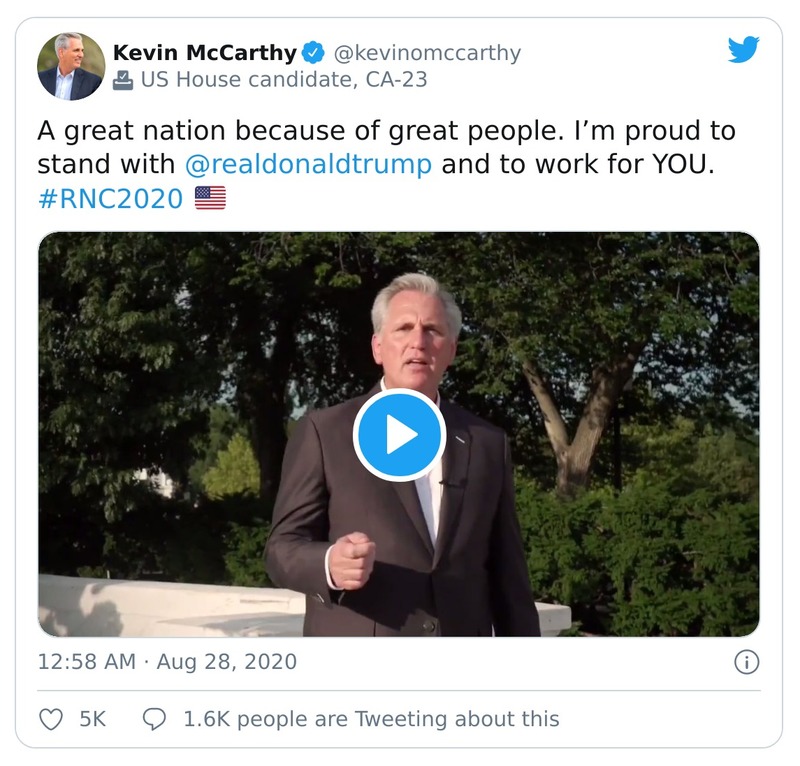 Kevin McCarthy @kevinomccarthy
US House candidate, CA-23
A great nation because of great people. I’m proud to
stand with @realdonaldtrump and to work for YOU.
#RNC2020 🇺🇸
12:58 AM · Aug 28, 2020
5K 1.6K people are Tweeting about this